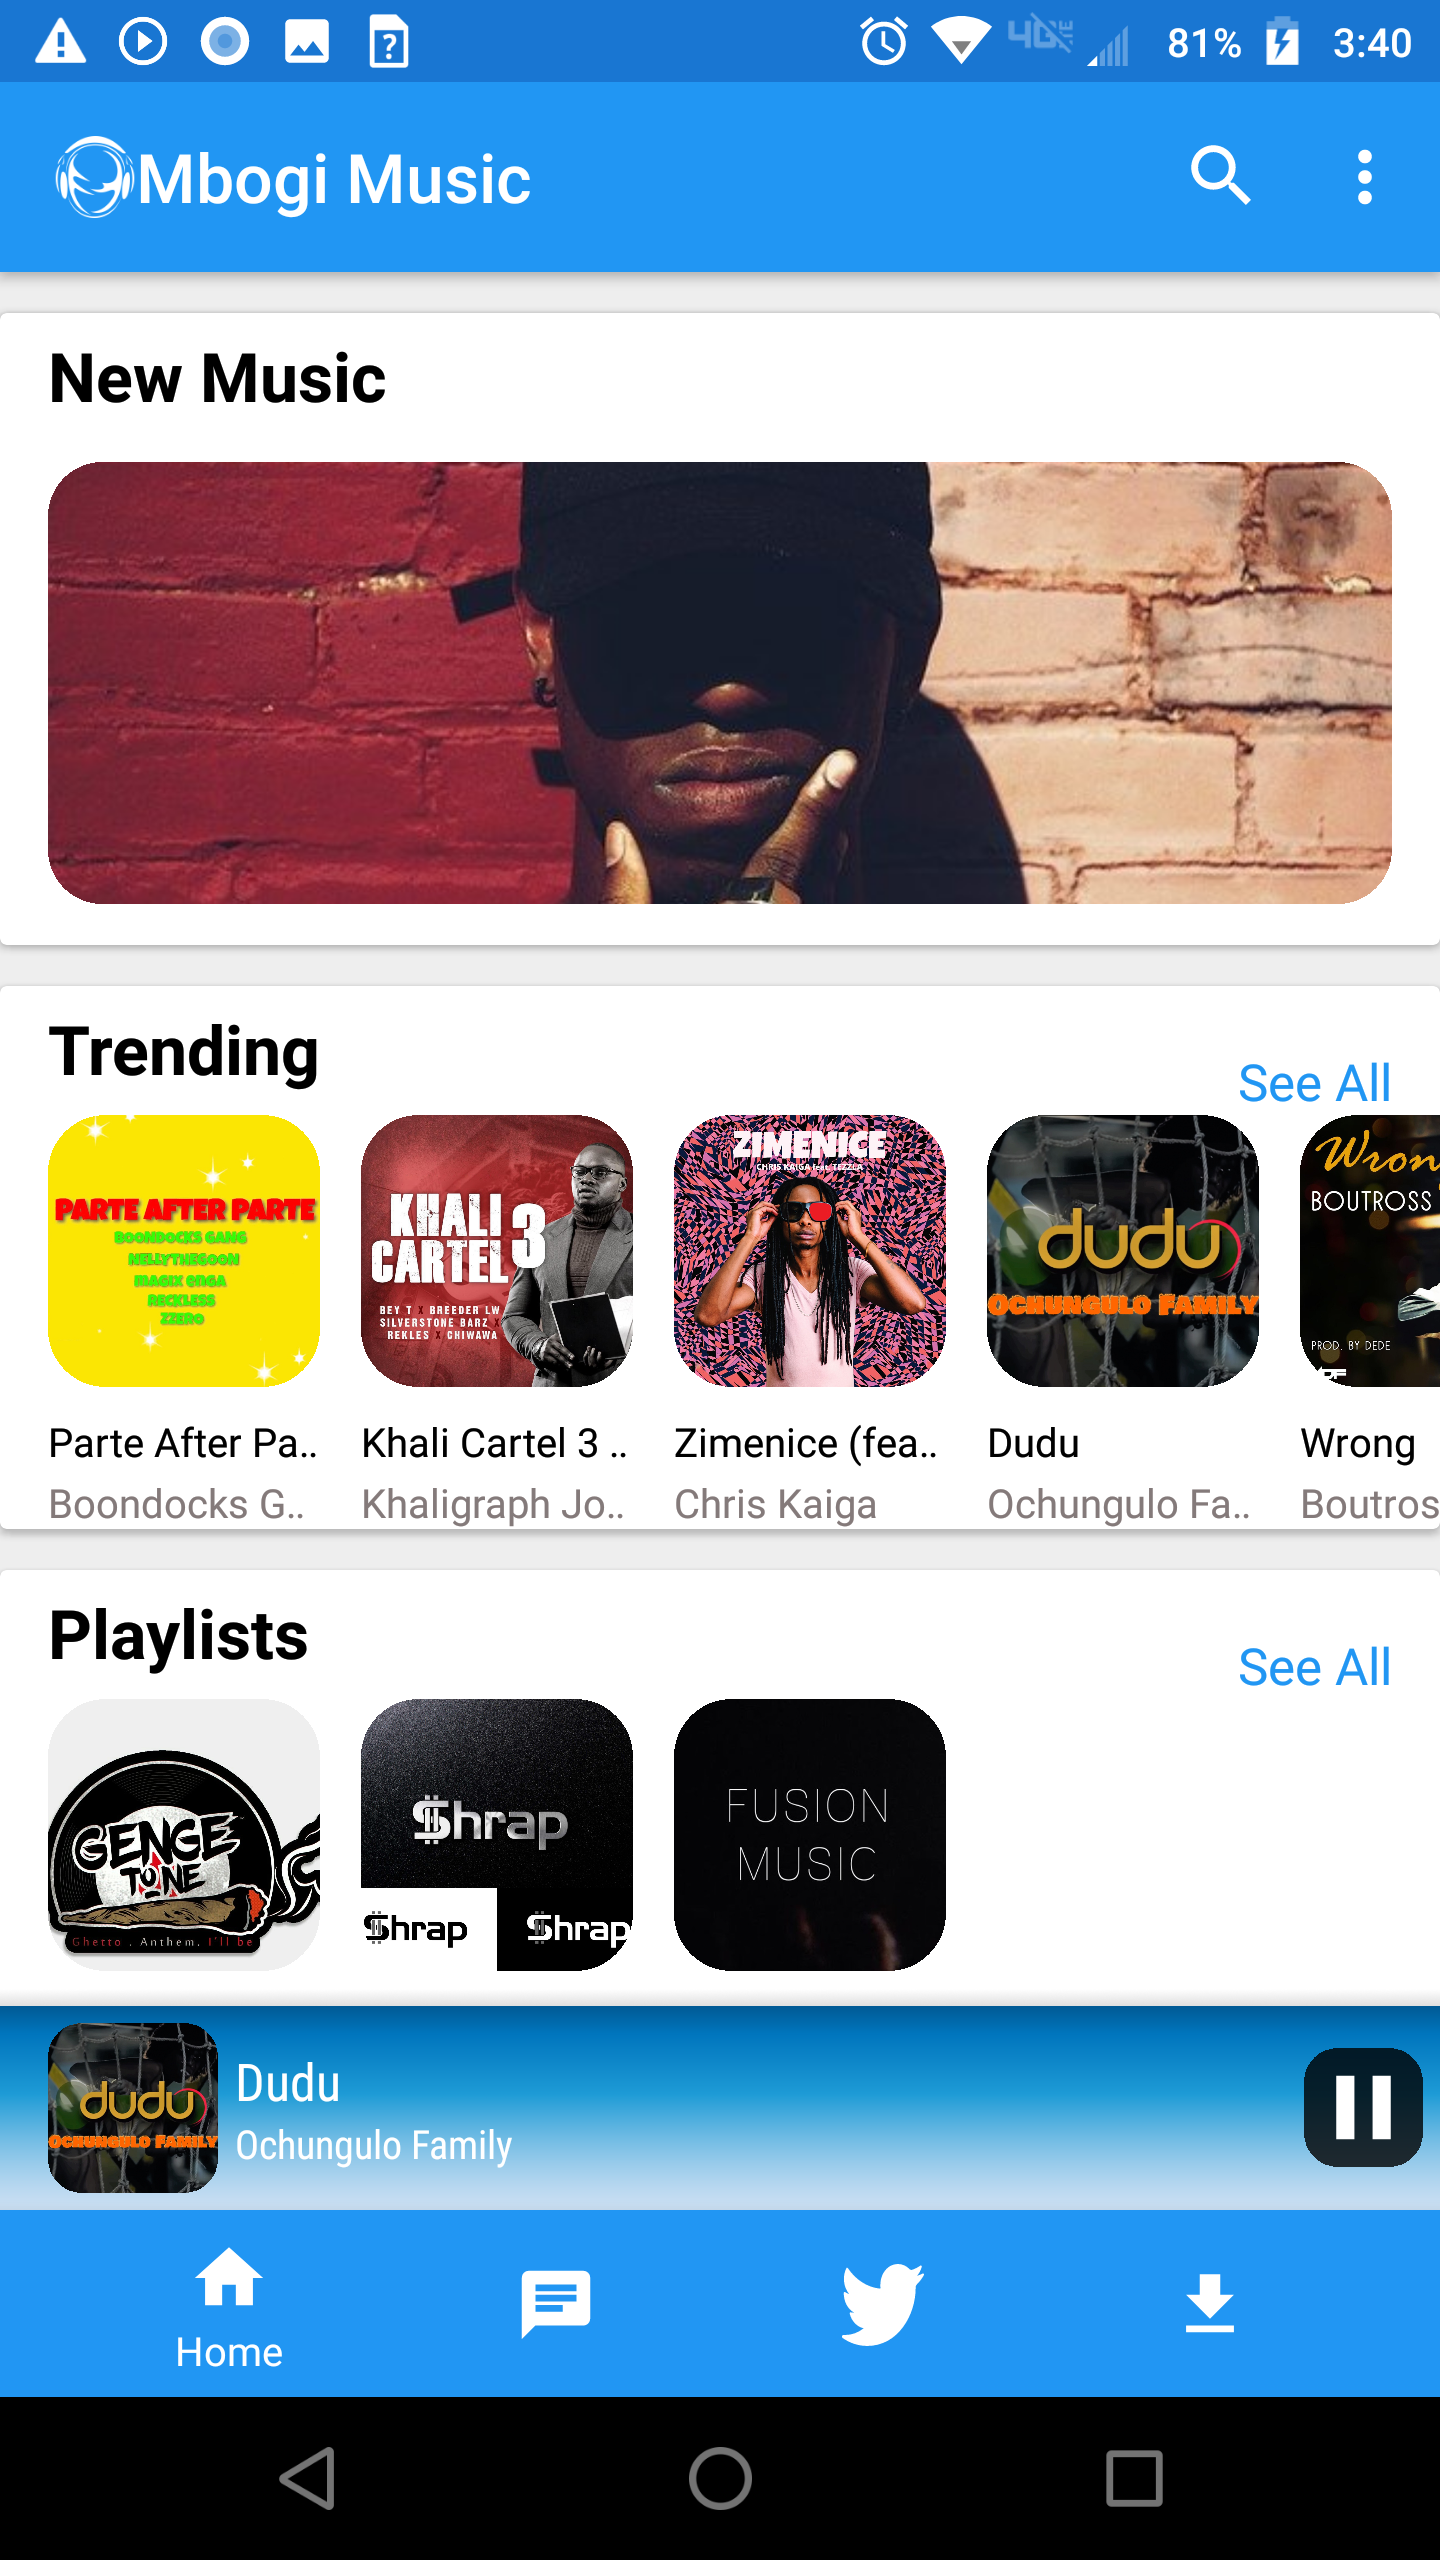 81% 3:40
Mbogi Music
New Music
Trending
See All
PARTE AFTER PARTE
BOONDOCKS GANG
NELLYTHEGOON
MAGIX ENGA
RECKLESS
ZZERO
KHALI
CARTEL 3
BEY T X BREEDER LW
SILVERSTONE BARZ X
REKLES X CHIWAWA
ZIMENICE
CHRIS KAIGA feat. TEZZLA
dudu
OCHUNGULO FAMILY
Wron
BOUTROSS
PROD. BY DEDE
Parte After Pa..
Boondocks G..
Khali Cartel 3 ..
Khaligraph Jo..
Zimenice (fea..
Chris Kaiga
Dudu
Ochungulo Fa..
Wrong
Boutros
Playlists
See All
GENGE
TONE
Ghetto . Anthem. I'll be
$hrap
$hrap
$hrap
FUSION
MUSIC
dudu
OCHUNGULO FAMILY
Dudu
Ochungulo Family
Home